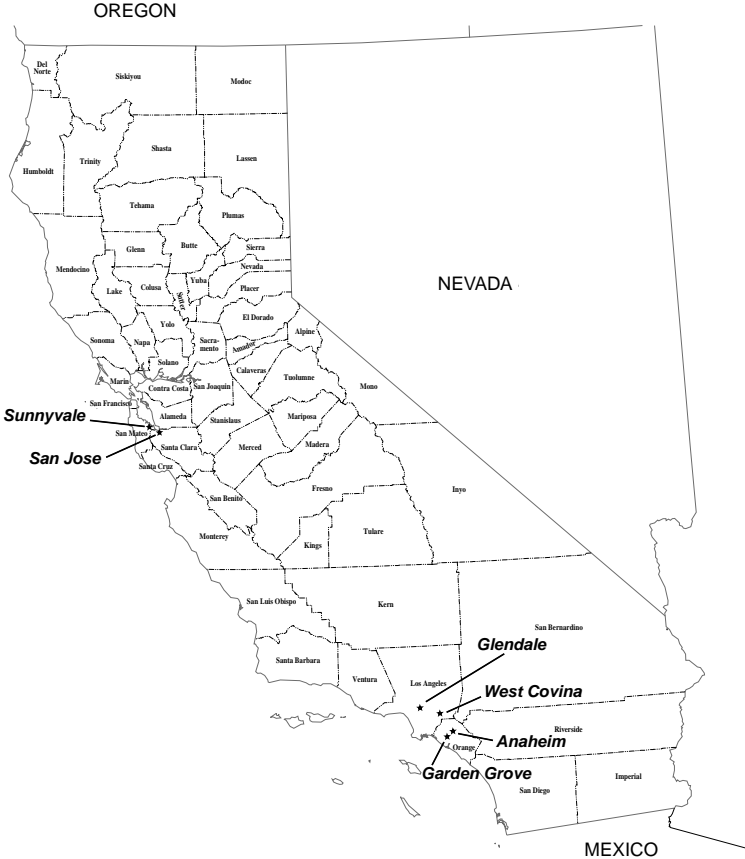 OREGON
Del
Norte
Siskiyou
Modoc
Humboldt
Trinity
Shasta
Lassen
Tehama
Plumas
Mendocino
Glenn
Butte
Sierra
Nevada
Yuba
Placer
Lake
Colusa
Sutter
NEVADA
El Dorado
Yolo
Sonoma
Napa
Sacra-
mento
Alpine
Amador
Solano
Marin
Calaveras
Tuolumne
Contra Costa
San Joaquin
Mono
San Francisco
Alameda
Stanislaus
Mariposa
Sunnyvale
San Mateo
Santa Clara
Merced
Madera
San Jose
Santa Cruz
Fresno
Inyo
San Benito
Monterey
Kings
Tulare
San Luis Obispo
Kern
San Bernardino
Glendale
Santa Barbara
Ventura
Los Angeles
West Covina
Riverside
Anaheim
Orange
Garden Grove
San Diego
Imperial
MEXICO